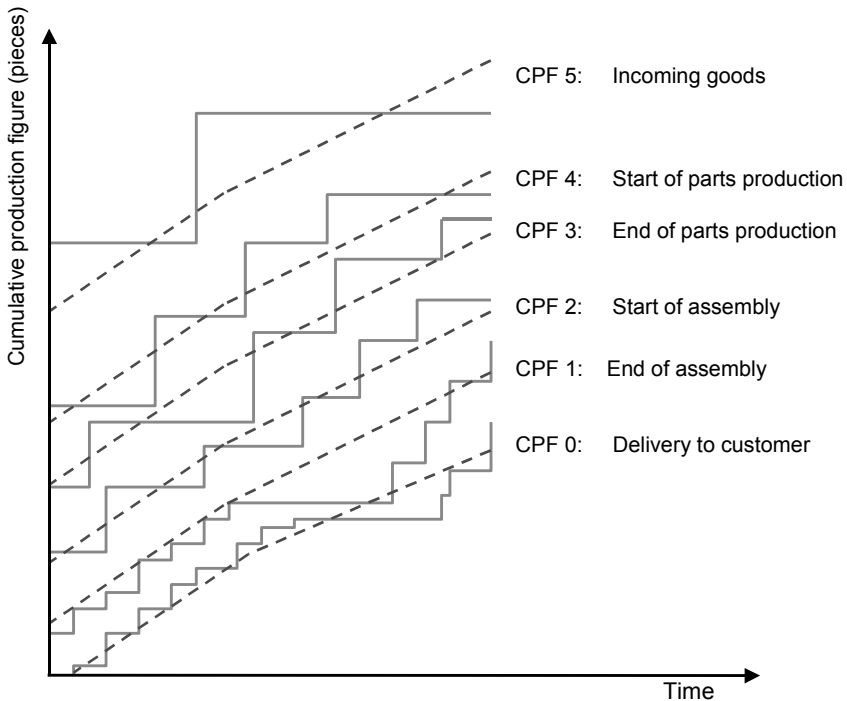 Cumulative production figure (pieces)
CPF 5: Incoming goods
CPF 4: Start of parts production
CPF 3: End of parts production
CPF 2: Start of assembly
CPF 1: End of assembly
CPF 0: Delivery to customer
Time